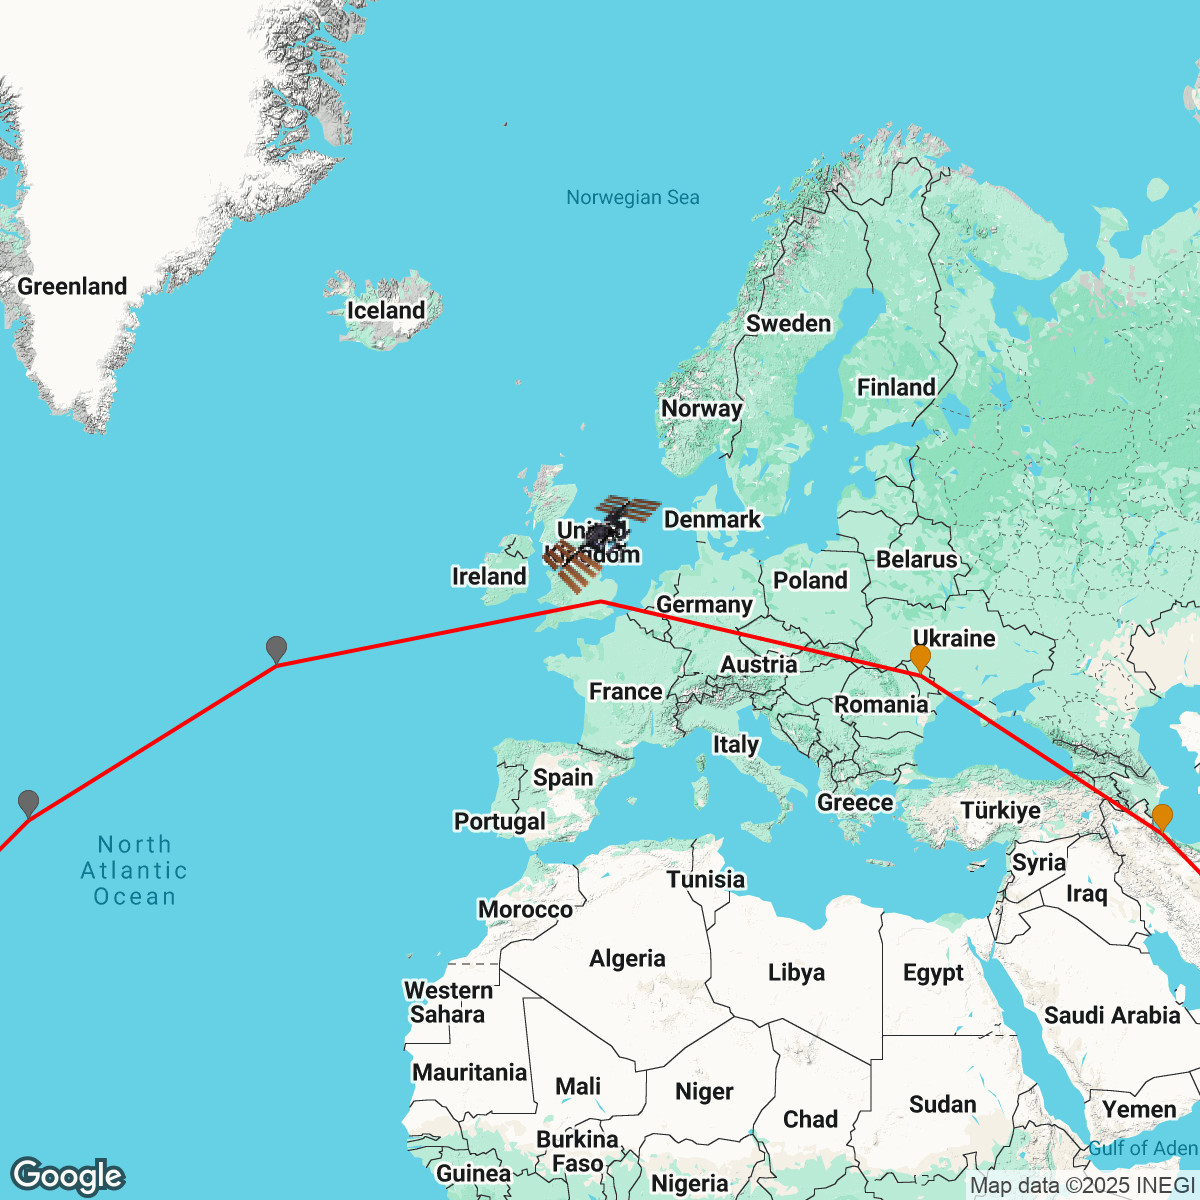 Norwegian Sea
Greenland
Iceland
Sweden
Finland
Norway
Denmark
United
Kingdom
Ireland
Belarus
Poland
Germany
Ukraine
Austria
France
Romania
Italy
Spain
Greece
Türkiye
Portugal
North
Atlantic
Ocean
Syria
Tunisia
Iraq
Morocco
Algeria
Libya
Egypt
Western
Sahara
Saudi Arabia
Mauritania
Mali
Niger
Sudan
Chad
Yemen
Burkina
Faso
Gulf of Aden
Guinea
Nigeria
Google
Map data ©2025 INEGI